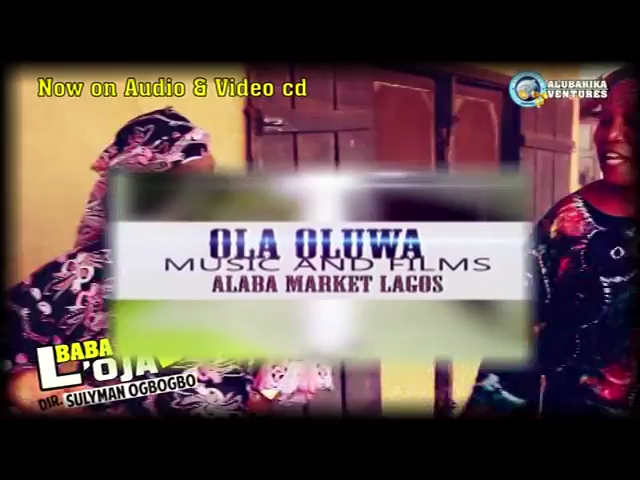 Now on Audio & Video cd
ALUBARIKA
VENTURES
OLA OLUWA
MUSIC AND FILMS
ALABA MARKET LAGOS
BABA
L'OJA
DIR. SULYMAN OGBOGBO